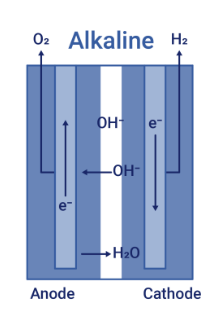 O₂ Alkaline H₂
OH⁻ e⁻
OH⁻
e⁻
H₂O
Anode Cathode